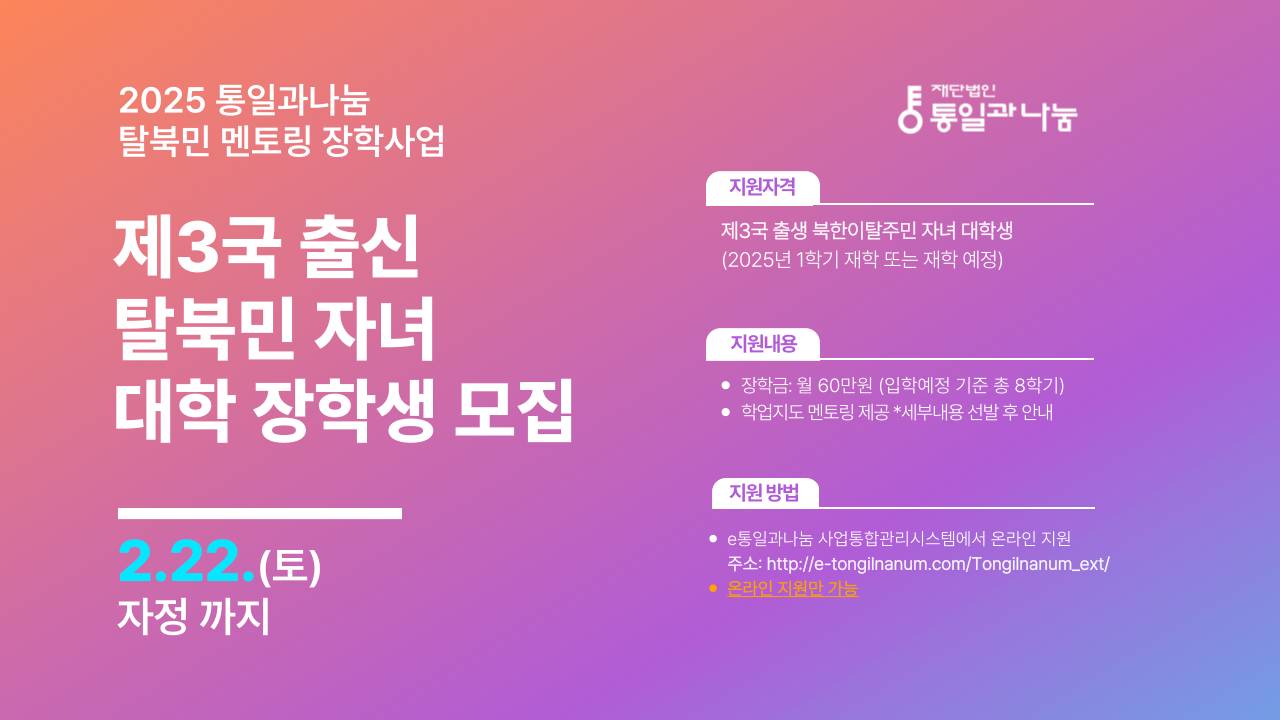 2025 통일과나눔
탈북민 멘토링 장학사업
제3국 출신
탈북민 자녀
대학 장학생 모집
2.22.(토)
자정 까지
재단법인
통일과나눔
지원자격
제3국 출생 북한이탈주민 자녀 대학생
(2025년 1학기 재학 또는 재학 예정)
지원내용
• 장학금: 월 60만원 (입학예정 기준 총 8학기)
• 학업지도 멘토링 제공 *세부내용 선발 후 안내
지원 방법
• e통일과나눔 사업통합관리시스템에서 온라인 지원
주소: http://e-tongilnanum.com/Tongilnanum_ext/
• 온라인 지원만 가능